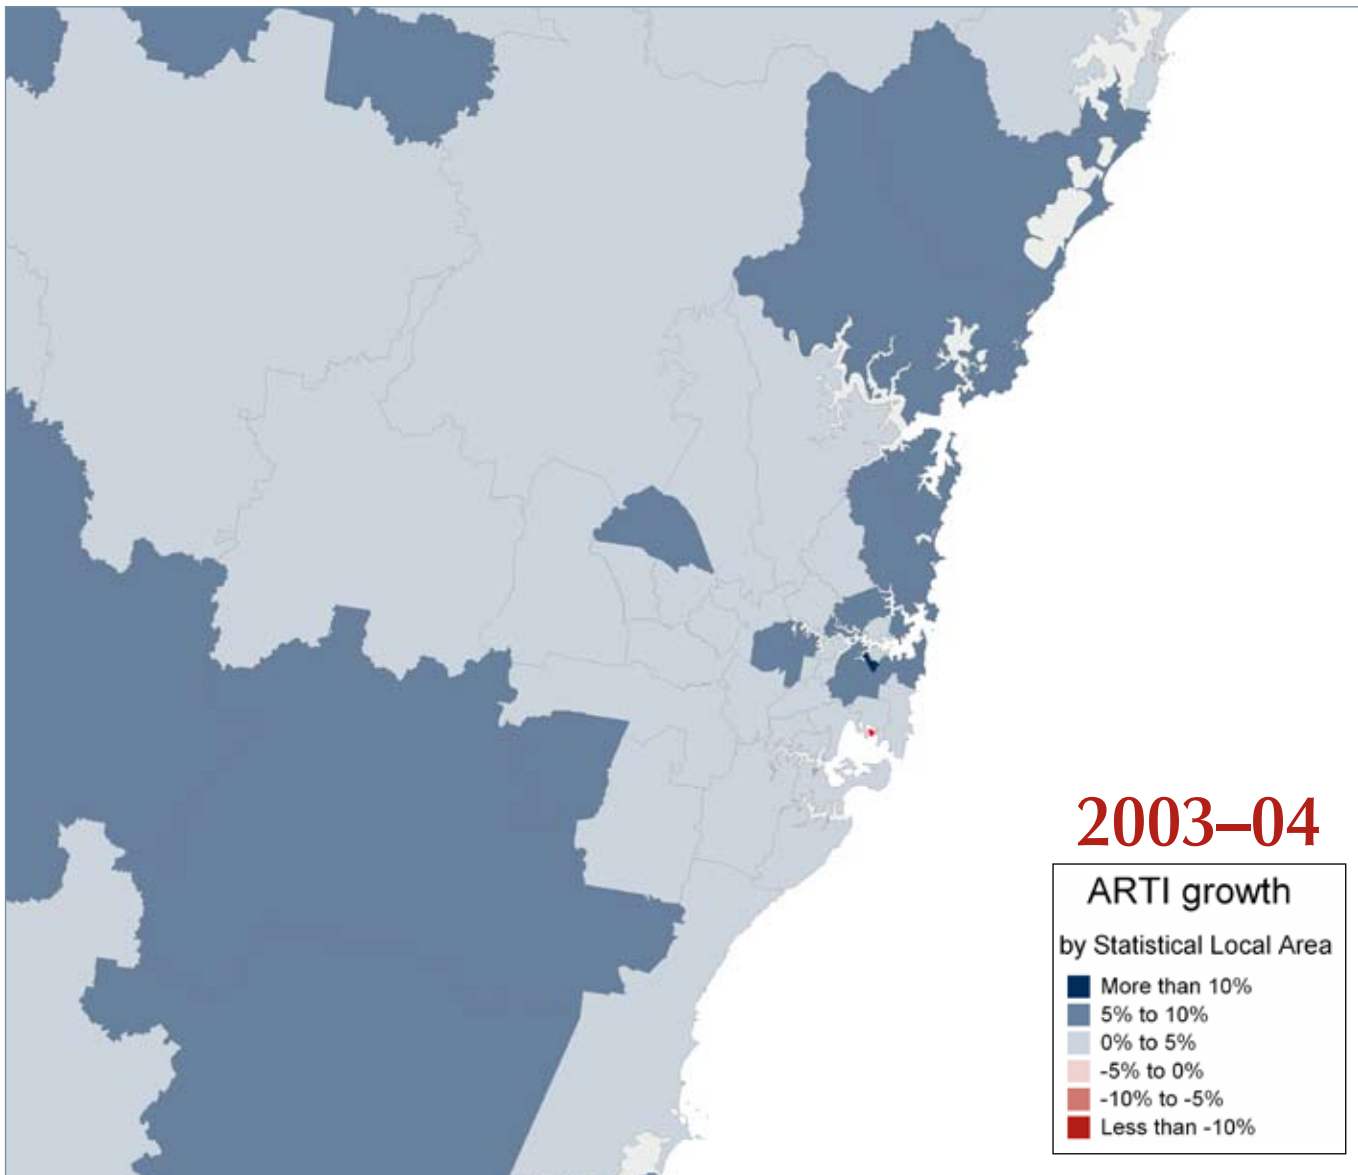 2003–04
ARTI growth
by Statistical Local Area
More than 10%
5% to 10%
0% to 5%
-5% to 0%
-10% to -5%
Less than -10%